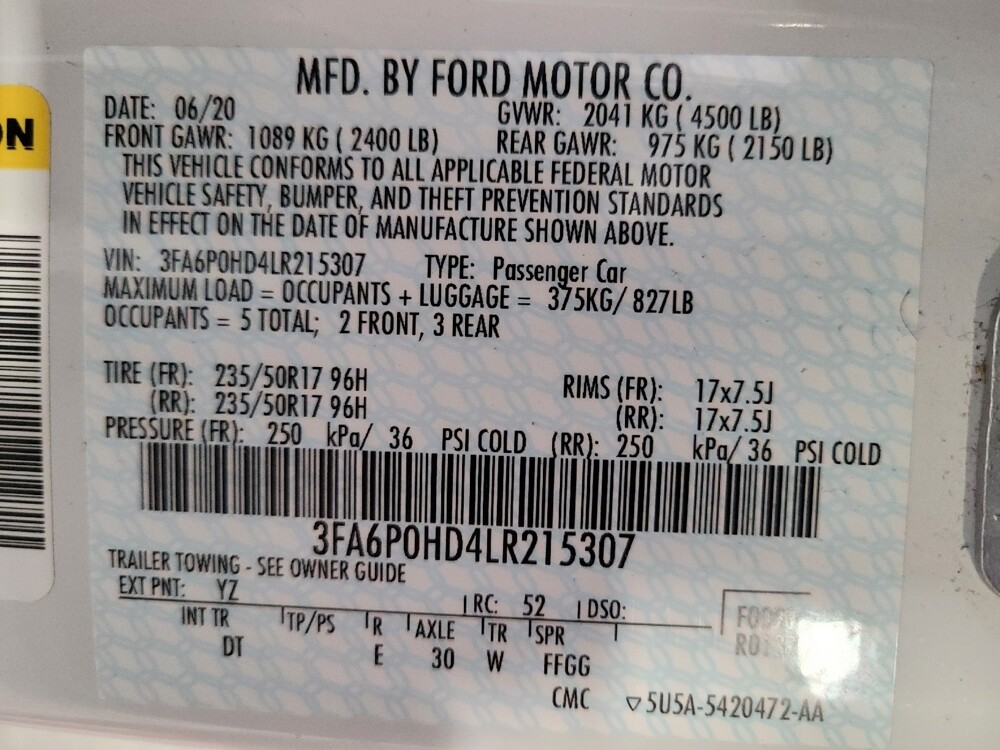 ON
MFD. BY FORD MOTOR CO.
DATE: 06/20 GVWR: 2041 KG ( 4500 LB)
FRONT GAWR: 1089 KG ( 2400 LB) REAR GAWR: 975 KG ( 2150 LB)
THIS VEHICLE CONFORMS TO ALL APPLICABLE FEDERAL MOTOR
VEHICLE SAFETY, BUMPER, AND THEFT PREVENTION STANDARDS
IN EFFECT ON THE DATE OF MANUFACTURE SHOWN ABOVE.
VIN: 3FA6P0HD4LR215307 TYPE: Passenger Car
MAXIMUM LOAD = OCCUPANTS + LUGGAGE = 375KG/ 827LB
OCCUPANTS = 5 TOTAL; 2 FRONT, 3 REAR
TIRE (FR): 235/50R17 96H RIMS (FR): 17x7.5J
(RR): 235/50R17 96H (RR): 17x7.5J
PRESSURE (FR): 250 kPa/ 36 PSI COLD (RR): 250 kPa/ 36 PSI COLD
3FA6P0HD4LR215307
TRAILER TOWING - SEE OWNER GUIDE
EXT PNT: YZ RC: 52 DSO:
INT TR TP/PS R AXLE TR SPR
DT E 30 W FFGG
CMC ▽5U5A-5420472-AA